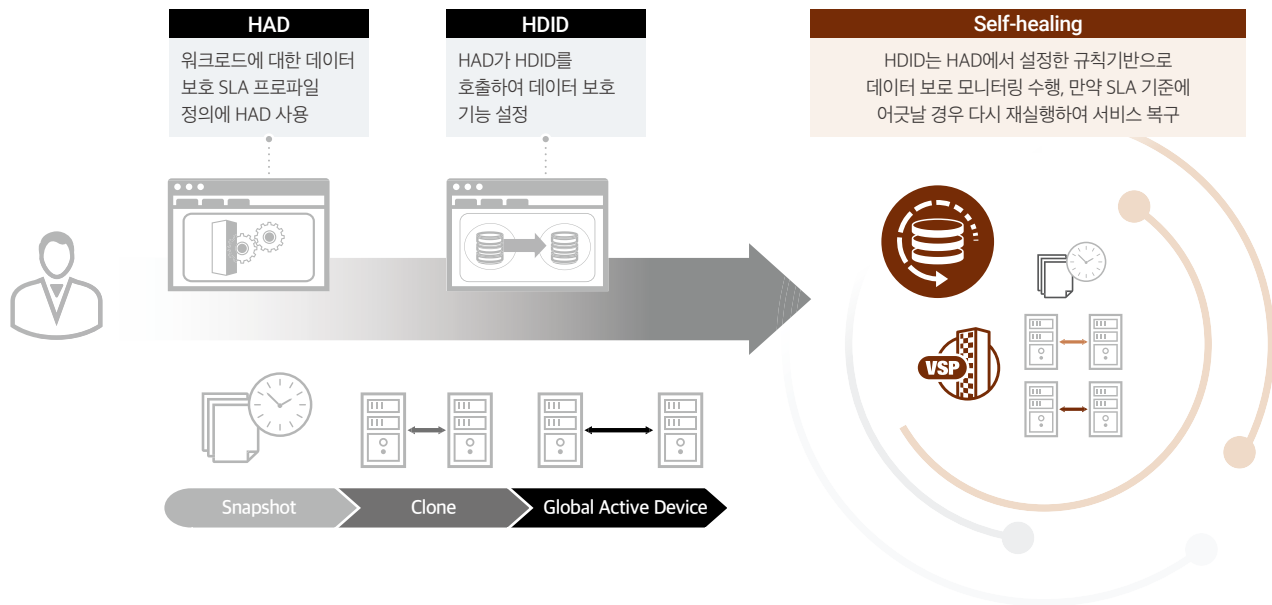 HAD
워크로드에 대한 데이터
보호 SLA 프로파일
정의에 HAD 사용
HDID
HAD가 HDID를
호출하여 데이터 보호
기능 설정
Self-healing
HDID는 HAD에서 설정한 규칙기반으로
데이터 보로 모니터링 수행, 만약 SLA 기준에
어긋날 경우 다시 재실행하여 서비스 복구
VSP
Snapshot
Clone
Global Active Device